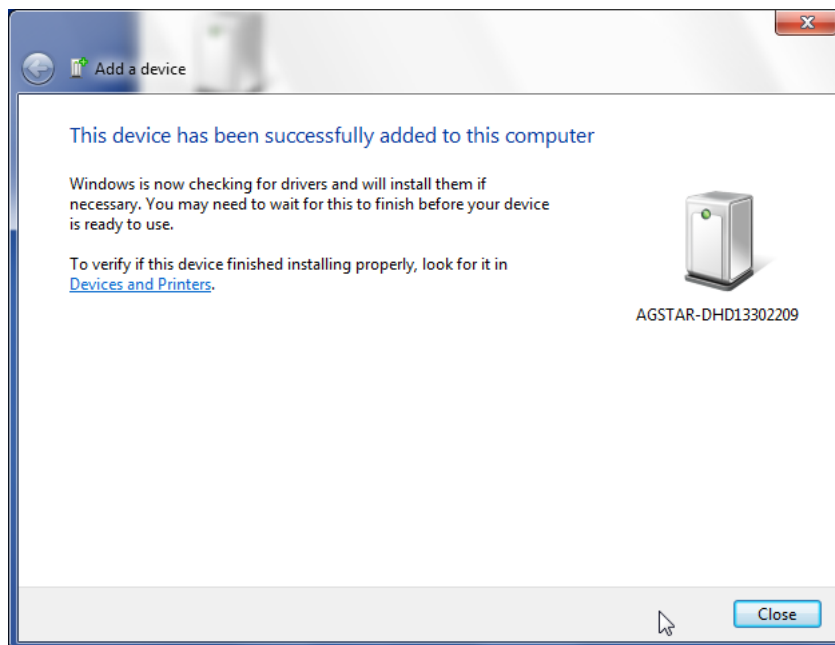 Add a device
This device has been successfully added to this computer
Windows is now checking for drivers and will install them if
necessary. You may need to wait for this to finish before your device
is ready to use.
To verify if this device finished installing properly, look for it in
Devices and Printers.
AGSTAR-DHD13302209
Close